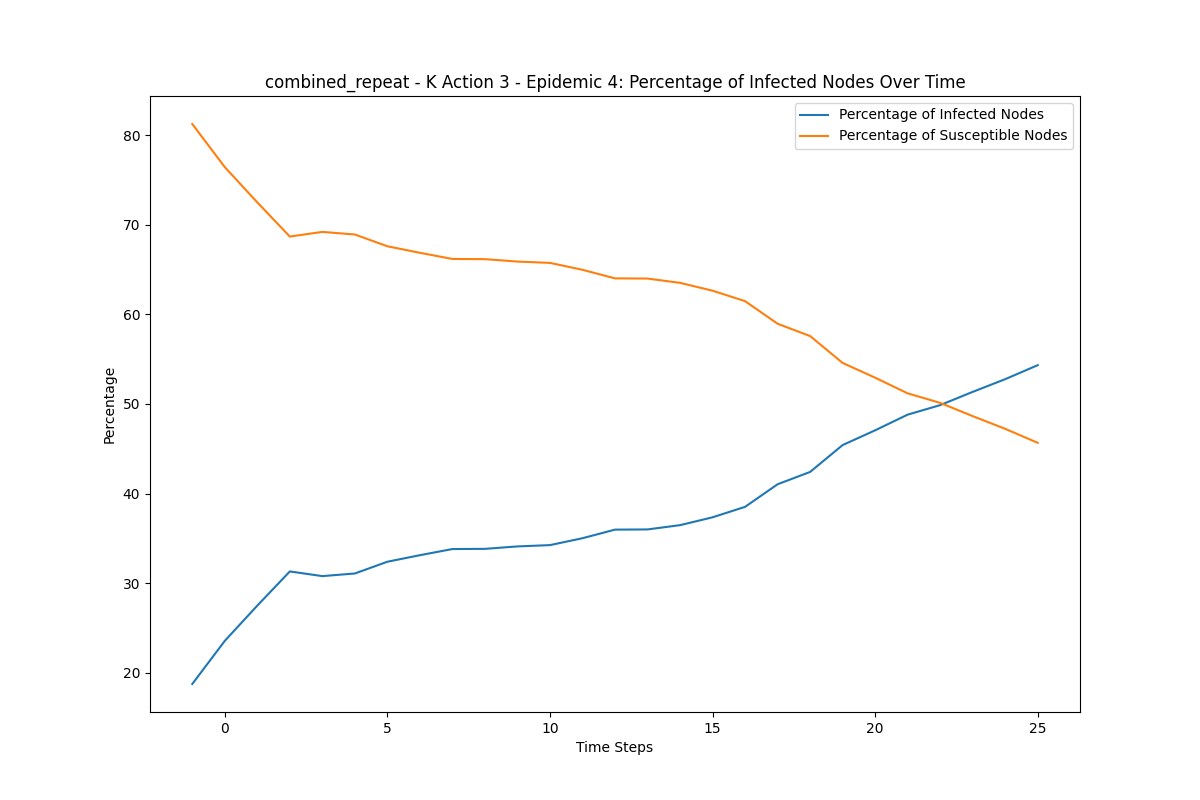 combined_repeat - K Action 3 - Epidemic 4: Percentage of Infected Nodes Over Time
Percentage of Infected Nodes
Percentage of Susceptible Nodes
Percentage
80
70
60
50
40
30
20
0
5
10
15
20
25
Time Steps